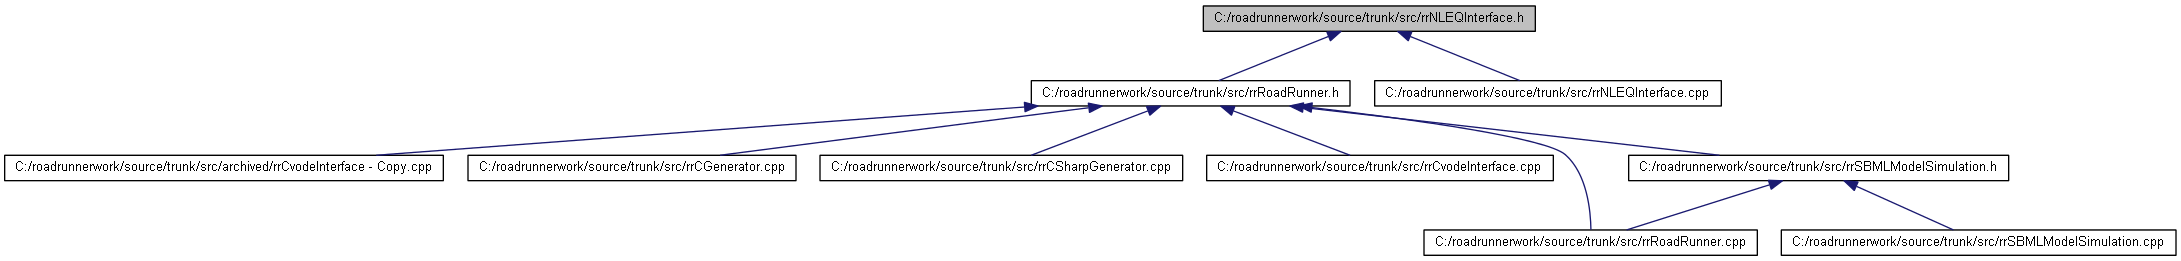 C:/roadrunnerwork/source/trunk/src/rrNLEQInterface.h
C:/roadrunnerwork/source/trunk/src/rrRoadRunner.h
C:/roadrunnerwork/source/trunk/src/rrNLEQInterface.cpp
C:/roadrunnerwork/source/trunk/src/archived/rrCvodeInterface - Copy.cpp
C:/roadrunnerwork/source/trunk/src/rrCGenerator.cpp
C:/roadrunnerwork/source/trunk/src/rrCSharpGenerator.cpp
C:/roadrunnerwork/source/trunk/src/rrCvodeInterface.cpp
C:/roadrunnerwork/source/trunk/src/rrSBMLModelSimulation.h
C:/roadrunnerwork/source/trunk/src/rrRoadRunner.cpp
C:/roadrunnerwork/source/trunk/src/rrSBMLModelSimulation.cpp